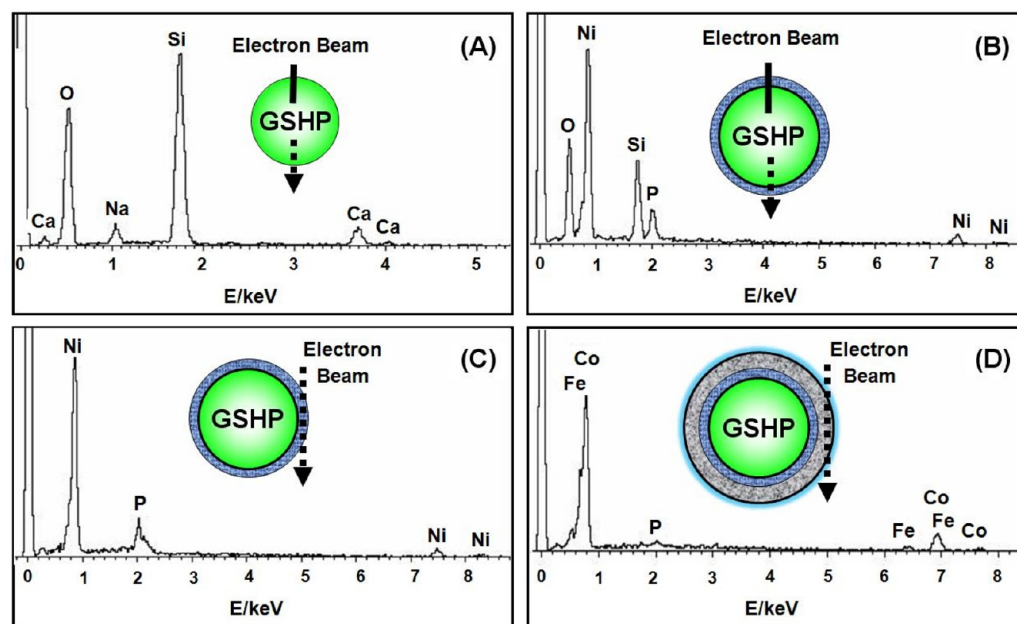 (A)
Electron Beam
GSHP
Ca
O
Na
Si
Ca
Ca
0 1 2 3 4 5
E/keV
(B)
Electron Beam
GSHP
O
Ni
Si
P
Ni
Ni
0 1 2 3 4 5 6 7 8
E/keV
(C)
Electron
Beam
GSHP
Ni
P
Ni
Ni
0 1 2 3 4 5 6 7 8
E/keV
(D)
Electron
Beam
GSHP
Co
Fe
P
Fe
Co
Fe
Co
0 1 2 3 4 5 6 7 8
E/keV